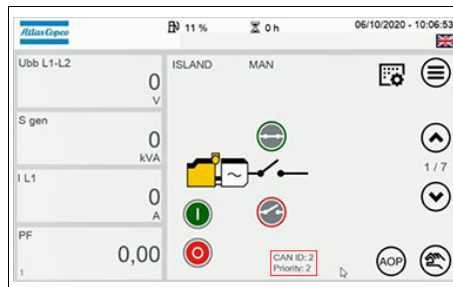 Atlas Copco
11 %
0 h
06/10/2020 - 10:06:53
Ubb L1-L2
0
V
S gen
0
kVA
I L1
0
A
PF
0,00
1
ISLAND MAN
I
O
CAN ID: 2
Priority: 2
1 / 7
AOP